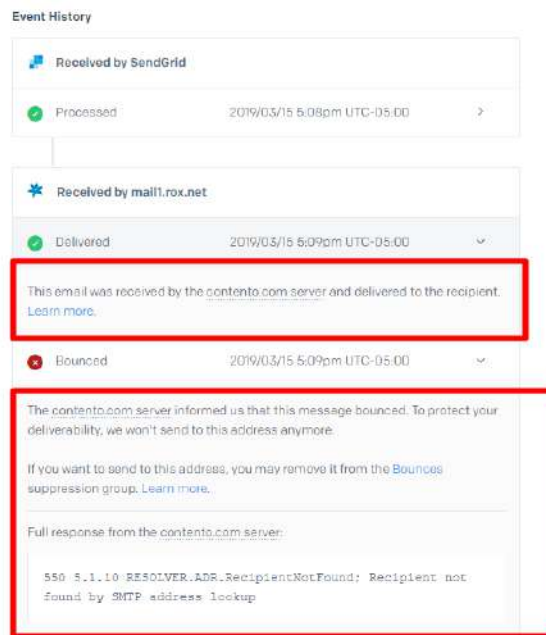 Event History
Received by SendGrid
Processed 2019/03/15 5:08pm UTC-05:00
Received by mail1.rox.net
Delivered 2019/03/15 5:09pm UTC-05:00
This email was received by the contento.com server and delivered to the recipient.
Learn more.
Bounced 2019/03/15 5:09pm UTC-05:00
The contento.com server informed us that this message bounced. To protect your
deliverability, we won't send to this address anymore.
If you want to send to this address, you may remove it from the Bounces
suppression group. Learn more.
Full response from the contento.com server:
550 5.1.10 RESOLVER.ADR.RecipientNotFound; Recipient not
found by SMTP address lookup